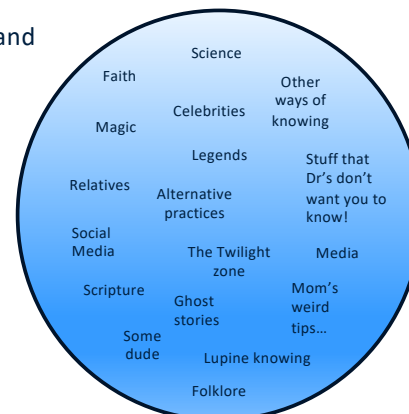 and
Science
Faith
Other
ways of
knowing
Celebrities
Magic
Legends
Stuff that
Dr's don't
want you to
know!
Relatives
Alternative
practices
Social
Media
The Twilight
zone
Media
Scripture
Ghost
stories
Mom's
weird
tips...
Some
dude
Lupine knowing
Folklore